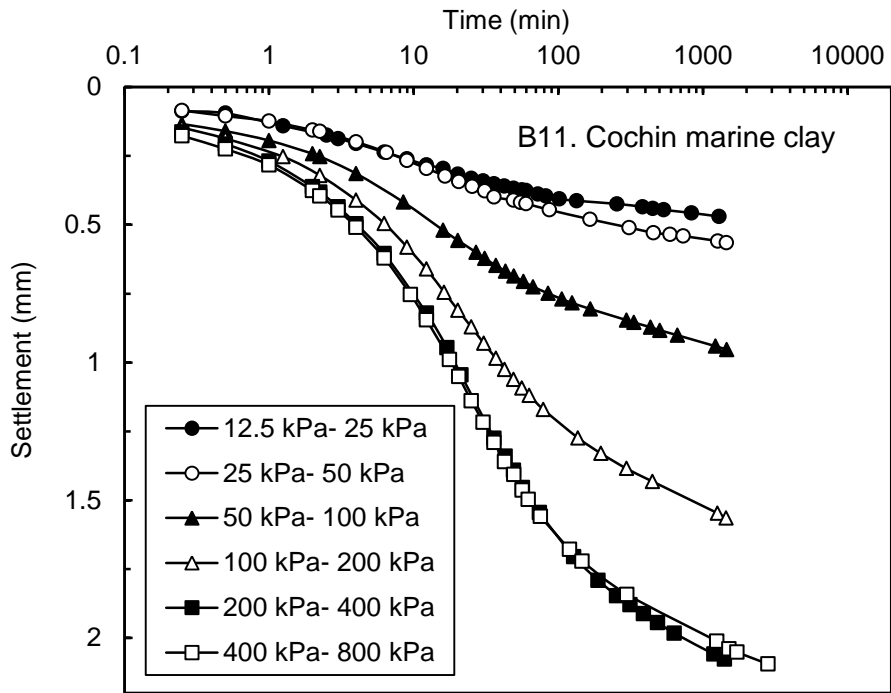 Time (min)
0.1 1 10 100 1000 10000
0
0.5
1
1.5
2
Settlement (mm)
B11. Cochin marine clay
12.5 kPa- 25 kPa
25 kPa- 50 kPa
50 kPa- 100 kPa
100 kPa- 200 kPa
200 kPa- 400 kPa
400 kPa- 800 kPa